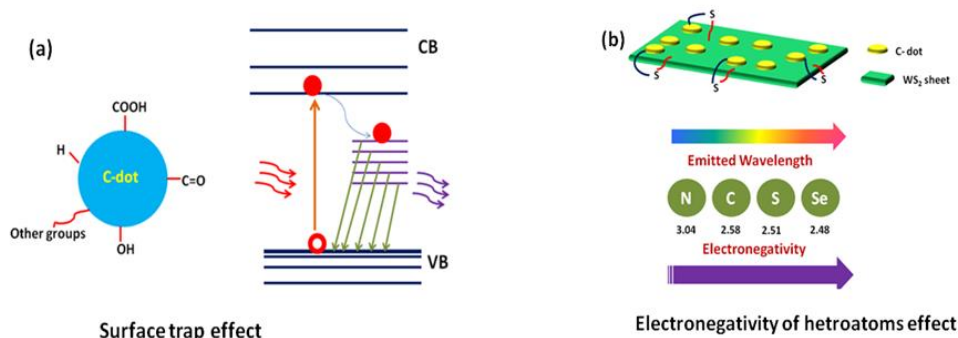 (a)
CB
COOH
H
C-dot
C=O
Other groups
OH
VB
Surface trap effect
(b)
S
S
S
S
C-dot
WS₂ sheet
Emitted Wavelength
N C S Se
3.04 2.58 2.51 2.48
Electronegativity
Electronegativity of hetroatoms effect